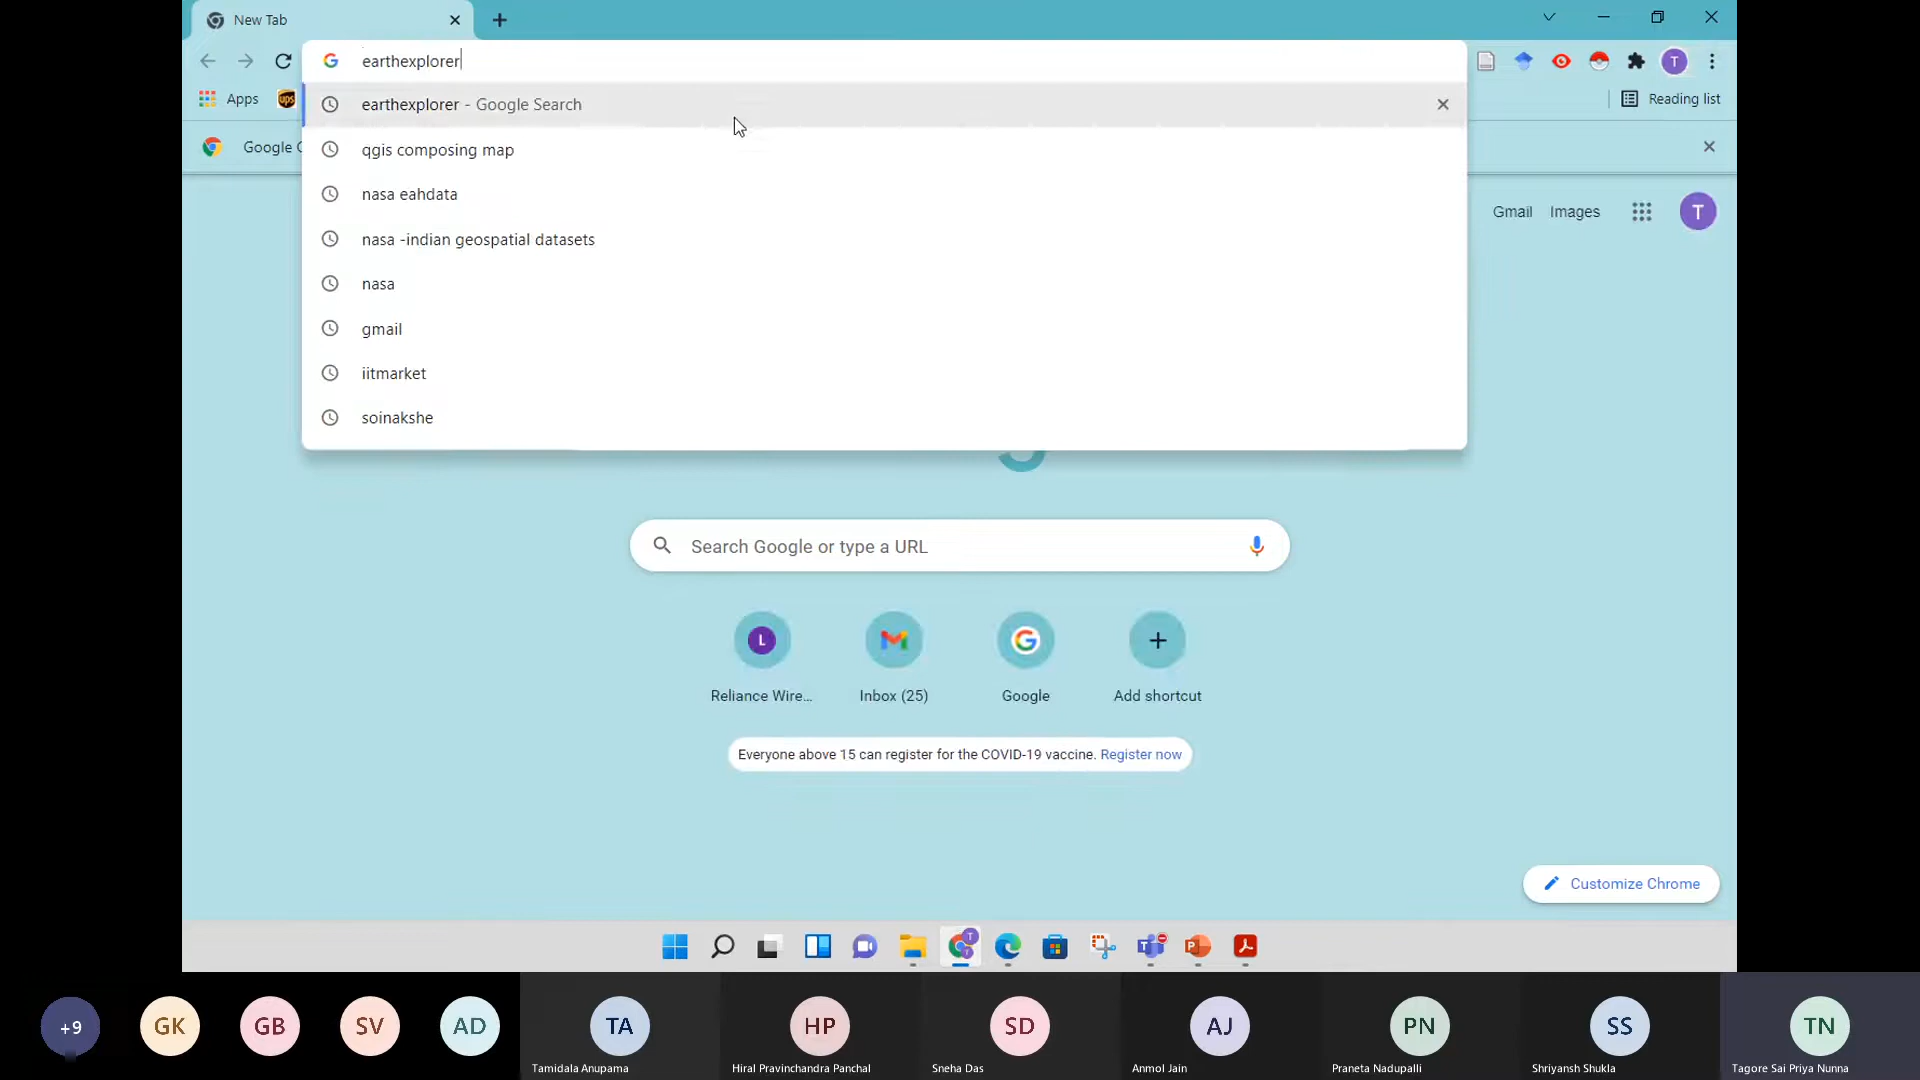 New Tab
earthexplorer
Apps
ups
earthexplorer - Google Search
Reading list
Google C
qgis composing map
nasa eahdata
nasa -indian geospatial datasets
Gmail Images
T
nasa
gmail
iitmarket
soinakshe
Search Google or type a URL
L
Reliance Wire...
Inbox (25)
Google
Add shortcut
Everyone above 15 can register for the COVID-19 vaccine. Register now
Customize Chrome
+9
GK
GB
SV
AD
TA
HP
SD
AJ
PN
SS
TN
Tamidala Anupama
Hiral Pravinchandra Panchal
Sneha Das
Anmol Jain
Praneta Nadupalli
Shriyansh Shukla
Tagore Sai Priya Nunna